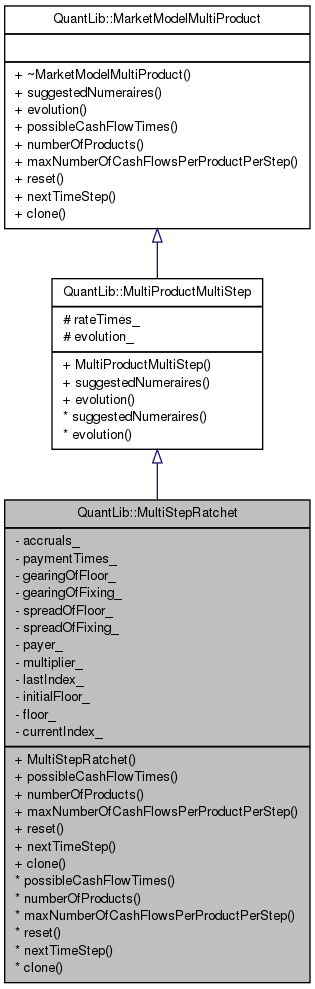 QuantLib::MarketModelMultiProduct
+ ~MarketModelMultiProduct()
+ suggestedNumeraires()
+ evolution()
+ possibleCashFlowTimes()
+ numberOfProducts()
+ maxNumberOfCashFlowsPerProductPerStep()
+ reset()
+ nextTimeStep()
+ clone()
QuantLib::MultiProductMultiStep
# rateTimes_
# evolution_
+ MultiProductMultiStep()
+ suggestedNumeraires()
+ evolution()
* suggestedNumeraires()
* evolution()
QuantLib::MultiStepRatchet
- accruals_
- paymentTimes_
- gearingOfFloor_
- gearingOfFixing_
- spreadOfFloor_
- spreadOfFixing_
- payer_
- multiplier_
- lastIndex_
- initialFloor_
- floor_
- currentIndex_
+ MultiStepRatchet()
+ possibleCashFlowTimes()
+ numberOfProducts()
+ maxNumberOfCashFlowsPerProductPerStep()
+ reset()
+ nextTimeStep()
+ clone()
* possibleCashFlowTimes()
* numberOfProducts()
* maxNumberOfCashFlowsPerProductPerStep()
* reset()
* nextTimeStep()
* clone()